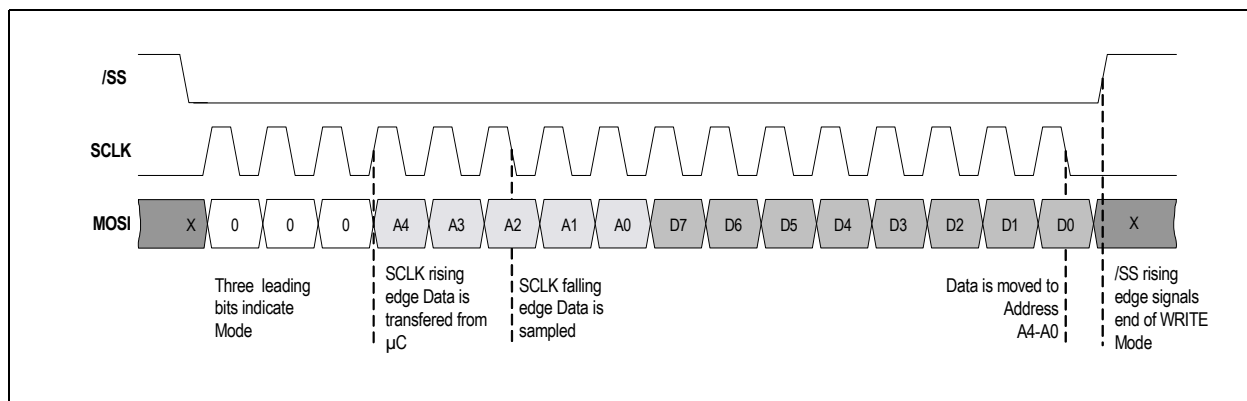 /SS
SCLK
MOSI X 0 0 0 A4 A3 A2 A1 A0 D7 D6 D5 D4 D3 D2 D1 D0 X
Three leading
bits indicate
Mode
SCLK rising
edge Data is
transfered from
µC
SCLK falling
edge Data is
sampled
Data is moved to
Address
A4-A0
/SS rising
edge signals
end of WRITE
Mode